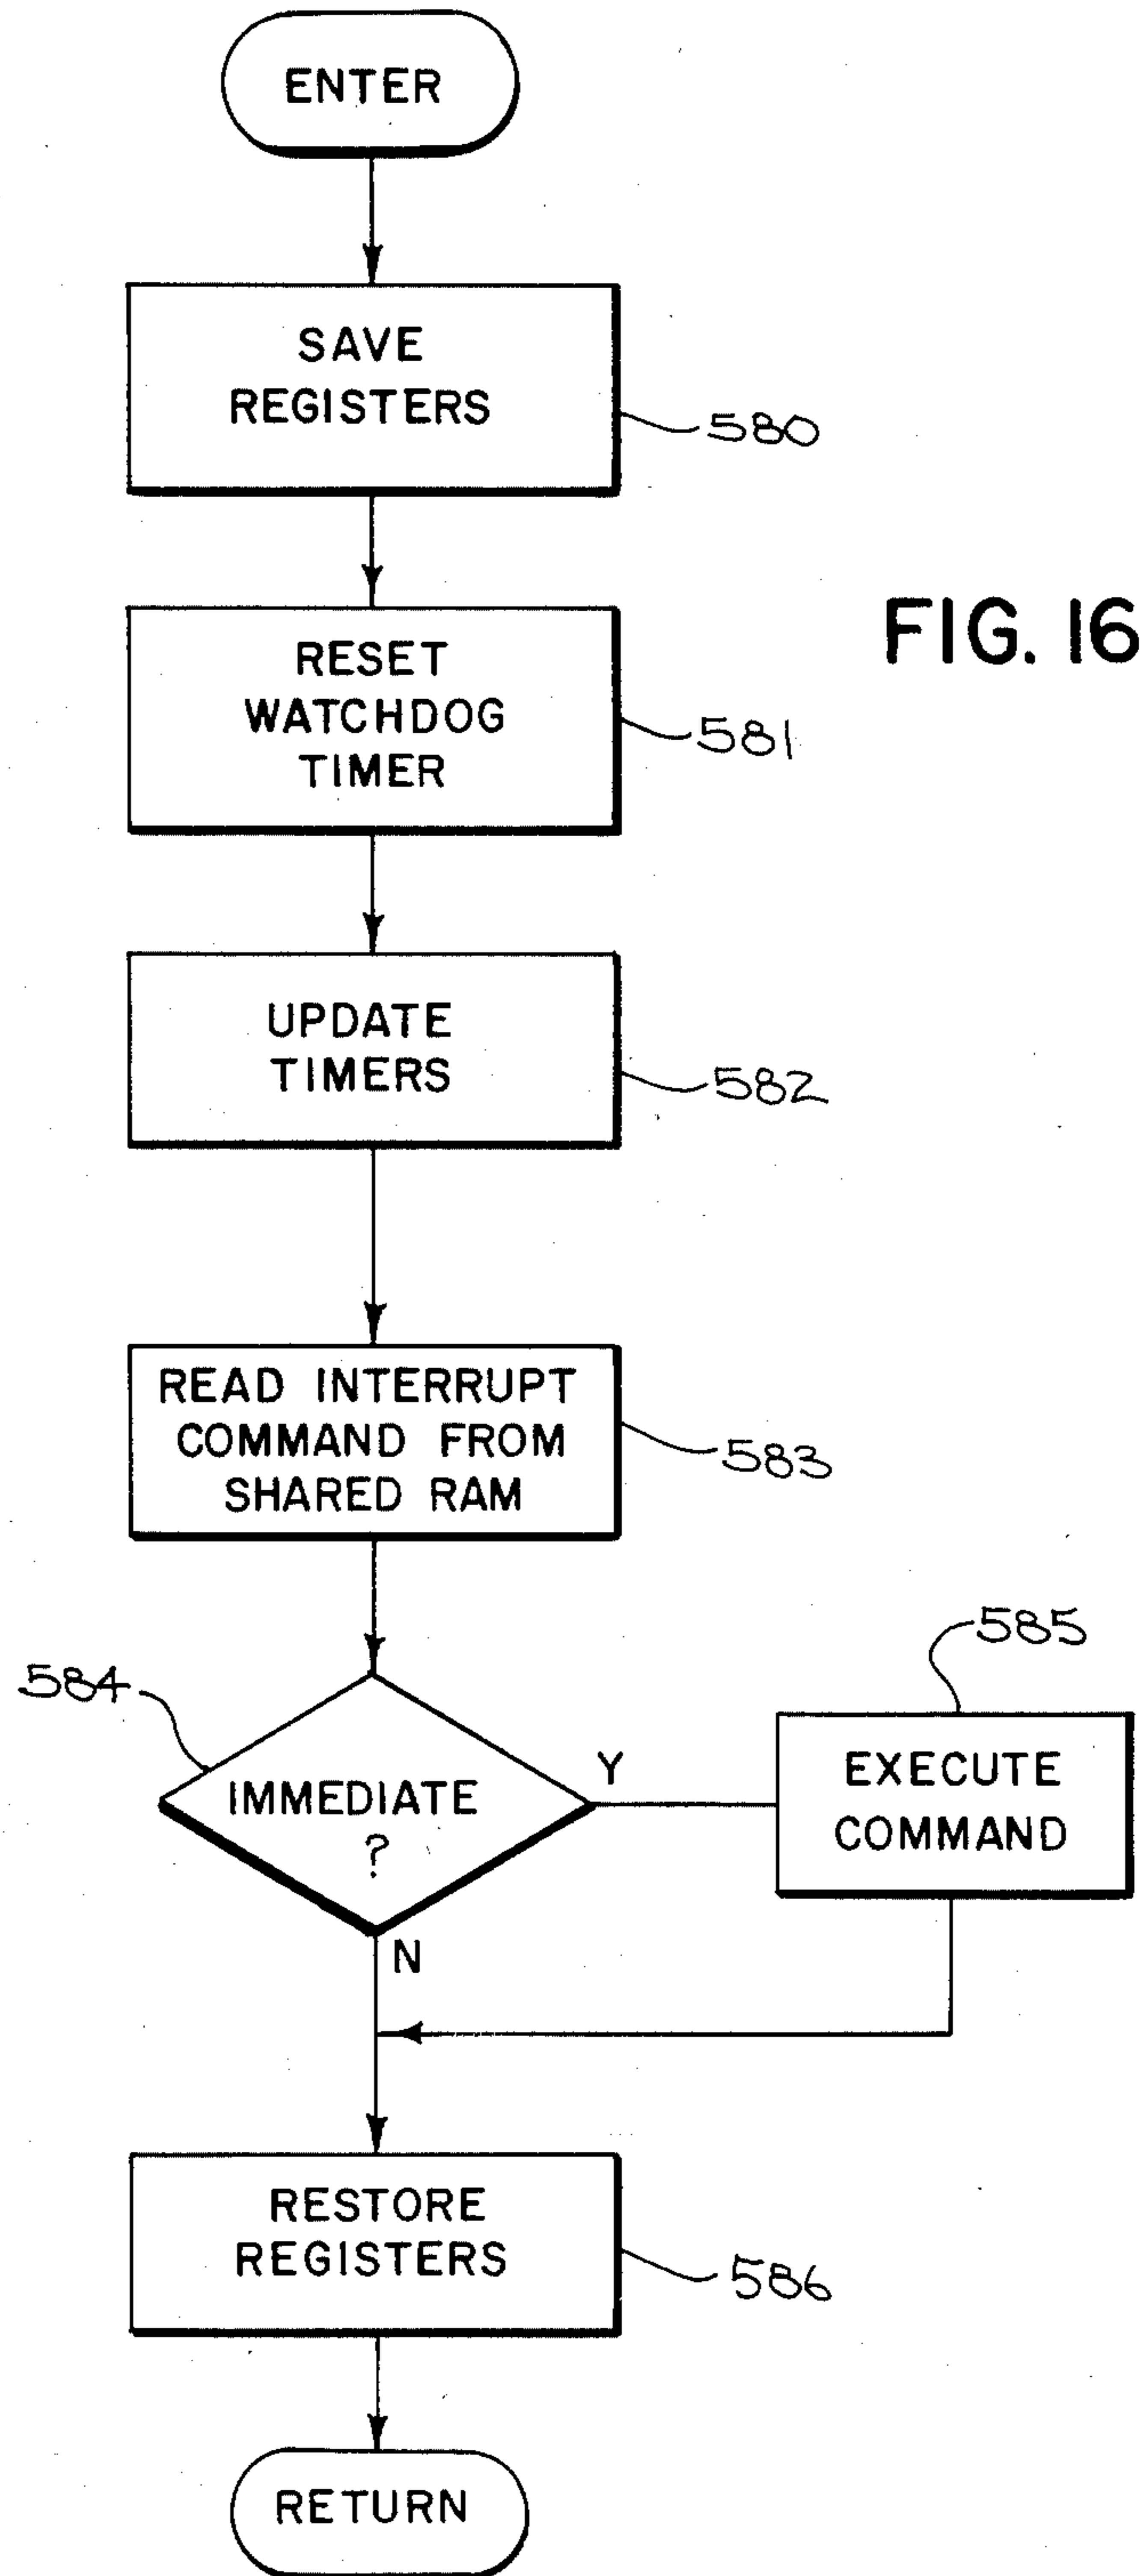 ENTER
SAVE
REGISTERS
580
RESET
WATCHDOG
TIMER
581
FIG. 16
UPDATE
TIMERS
582
READ INTERRUPT
COMMAND FROM
SHARED RAM
583
584
IMMEDIATE
?
Y
N
585
EXECUTE
COMMAND
RESTORE
REGISTERS
586
RETURN